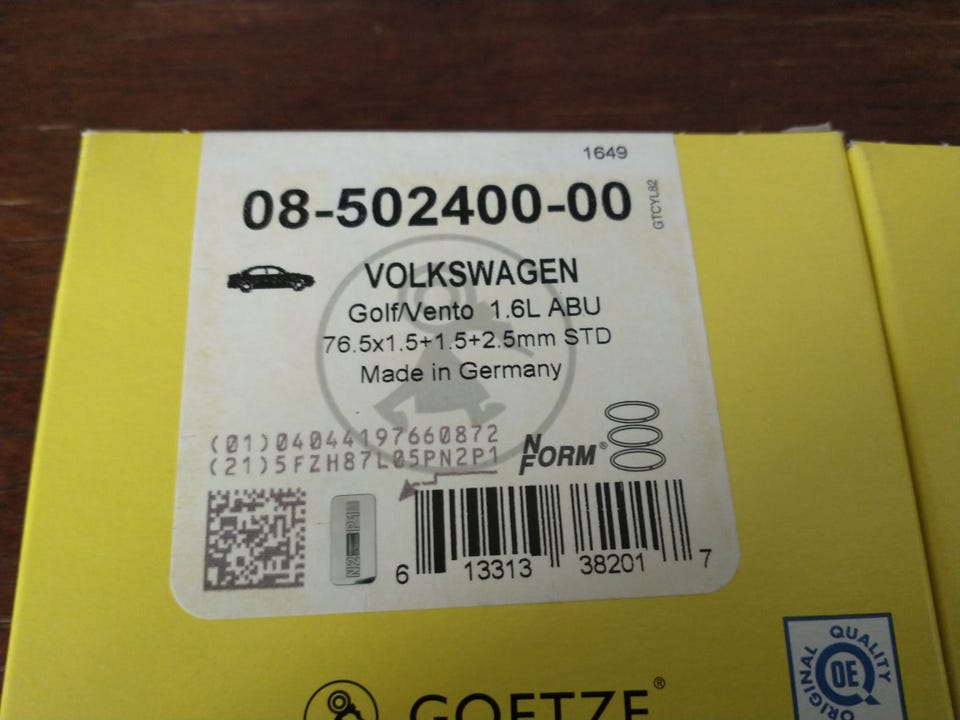 1649
08-502400-00
GTCYL82
VOLKSWAGEN
Golf/Vento 1.6L ABU
76.5x1.5+1.5+2.5mm STD
Made in Germany
(01)04044197660872
(21)5FZH87L05PN2P1
NORM®
N2 P1
6 13313 38201 7
GOETZE®
ORIGINAL QUALITY
OE